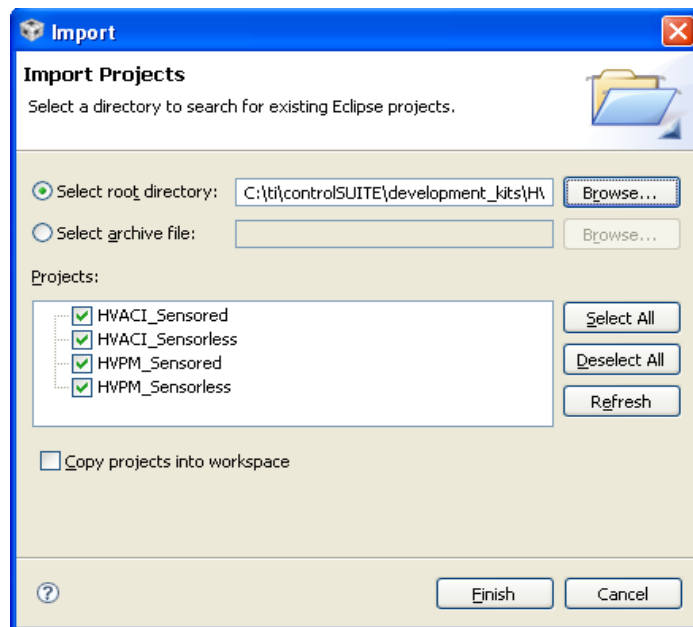 Import
Import Projects
Select a directory to search for existing Eclipse projects.
Select root directory: C:\ti\controlSUITE\development_kits\H\ Browse...
Select archive file: Browse...
Projects:
HVACI_Sensored
HVACI_Sensorless
HVPM_Sensored
HVPM_Sensorless
Select All
Deselect All
Refresh
Copy projects into workspace
? Finish Cancel